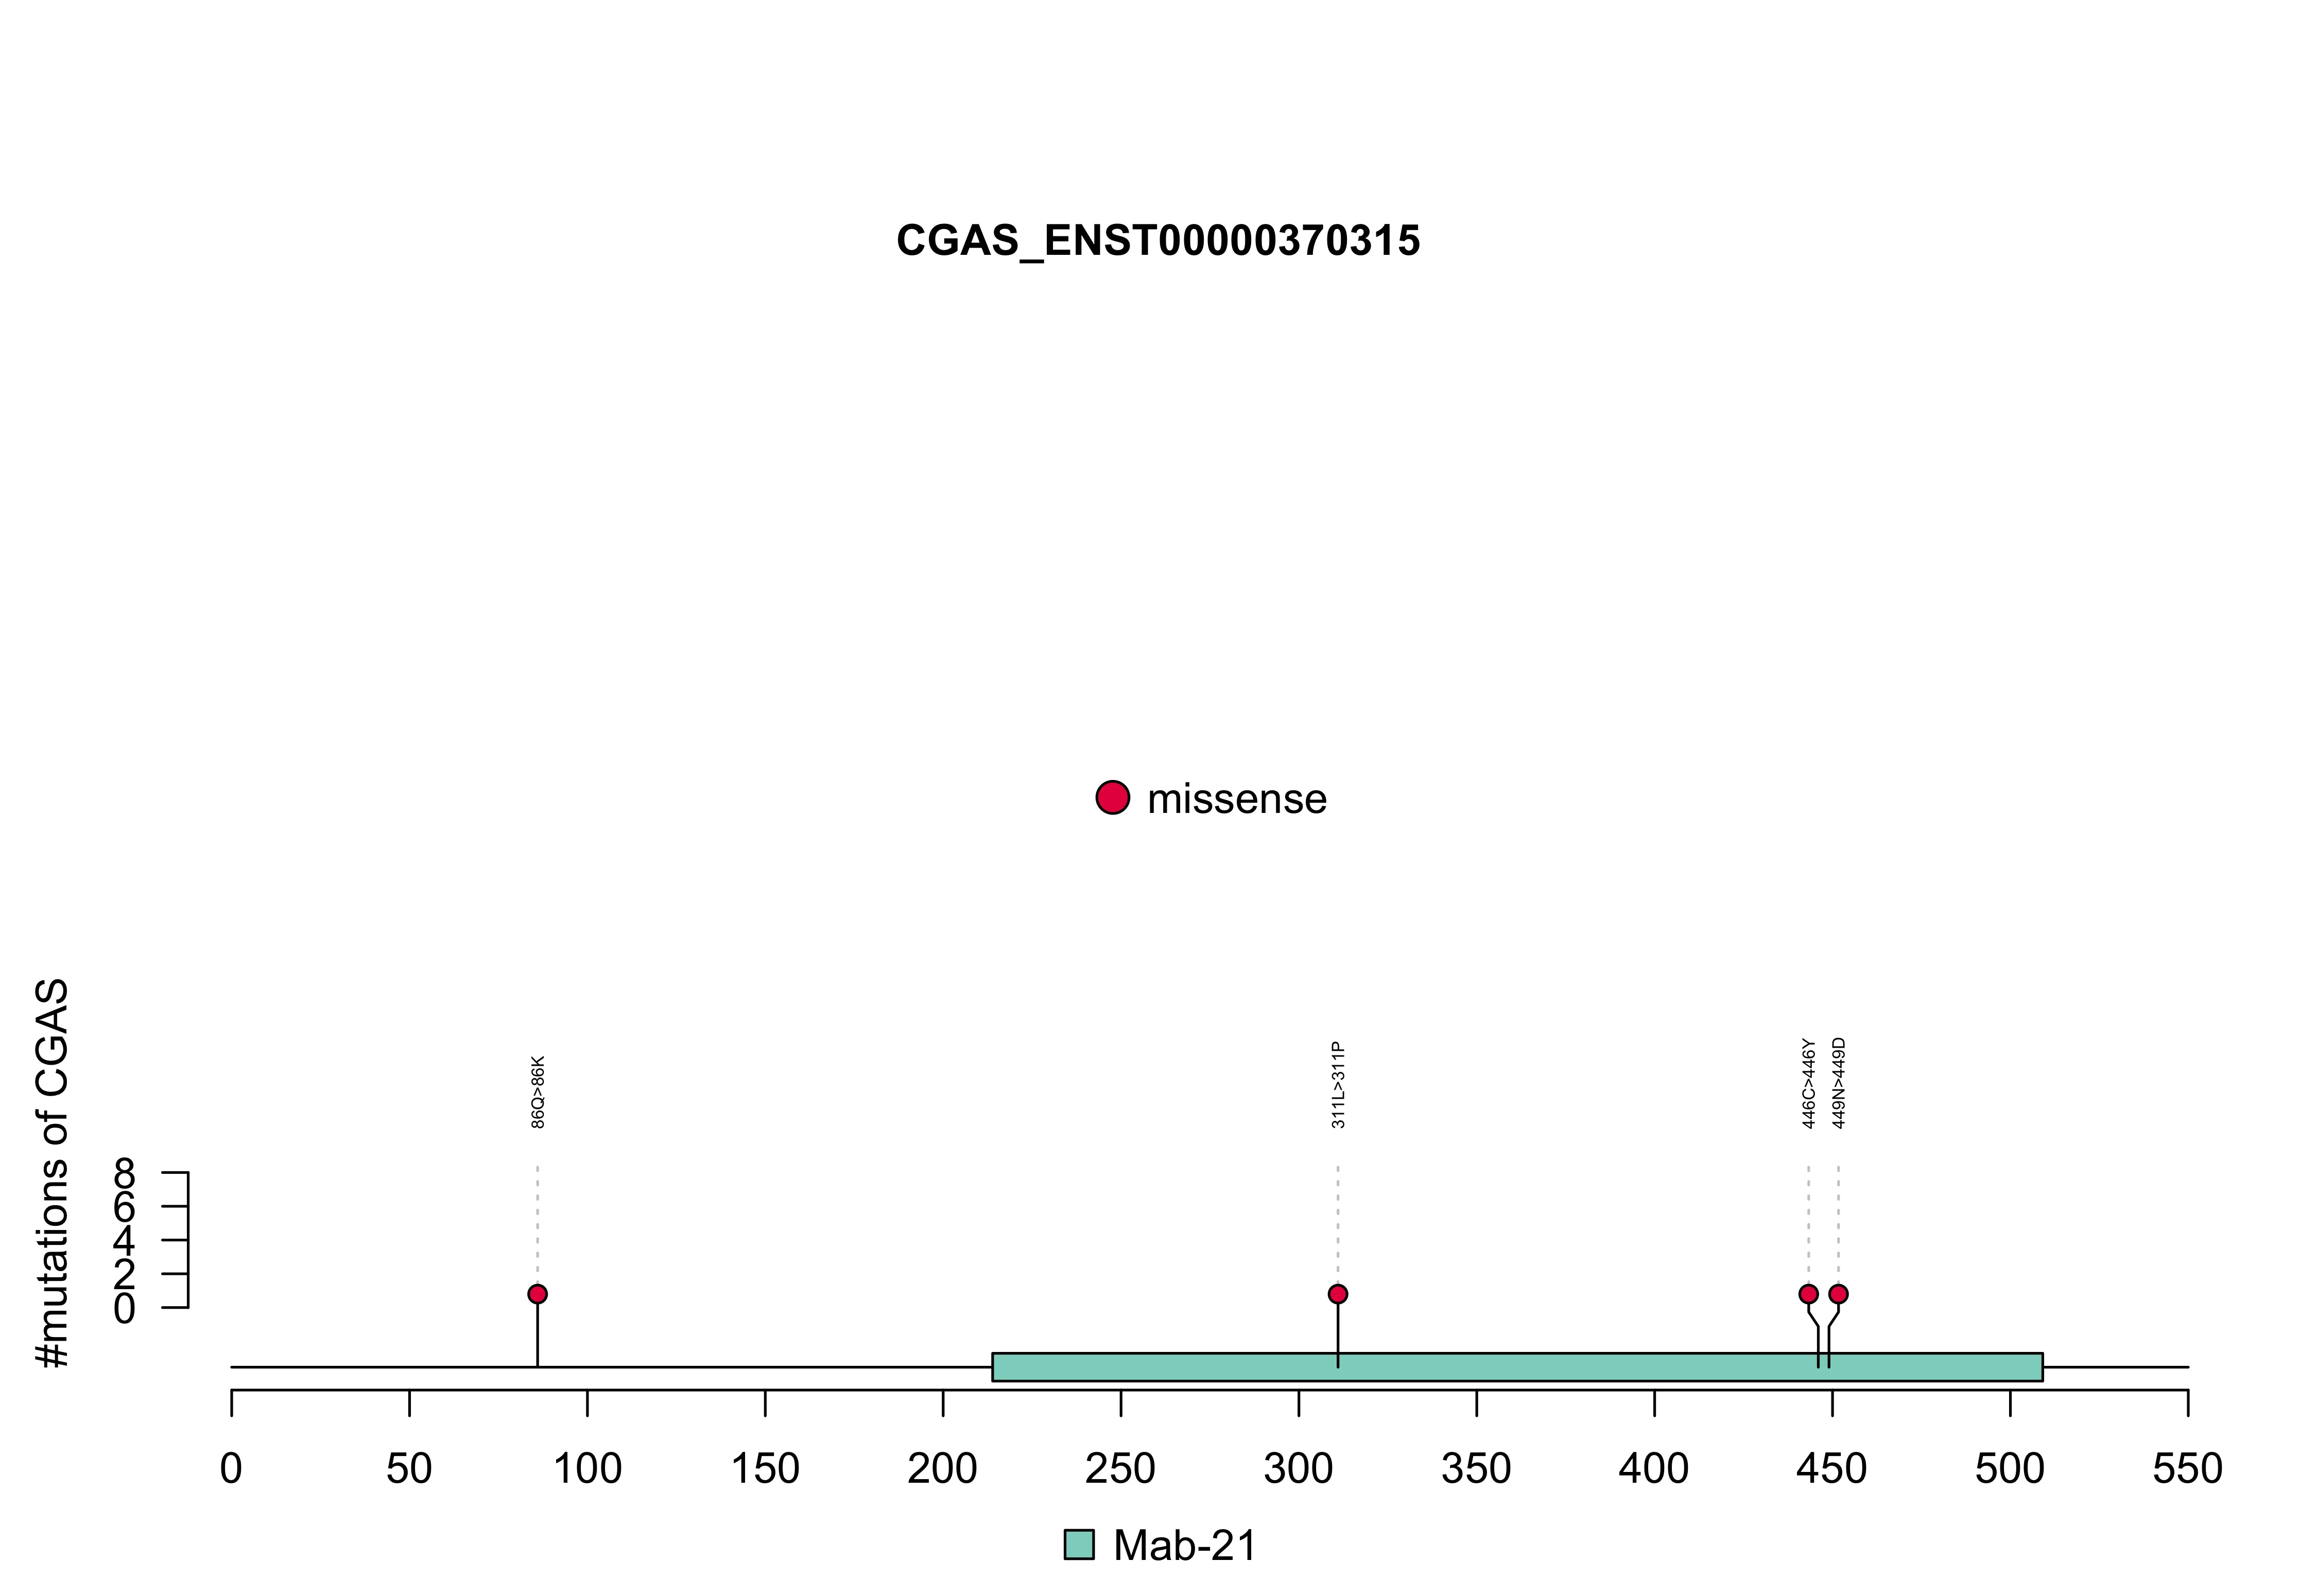 CGAS_ENST00000370315
missense
#mutations of CGAS
86Q>86K
311L>311P
446C>446Y
449N>449D
8
6
4
2
0
0 50 100 150 200 250 300 350 400 450 500 550
Mab-21